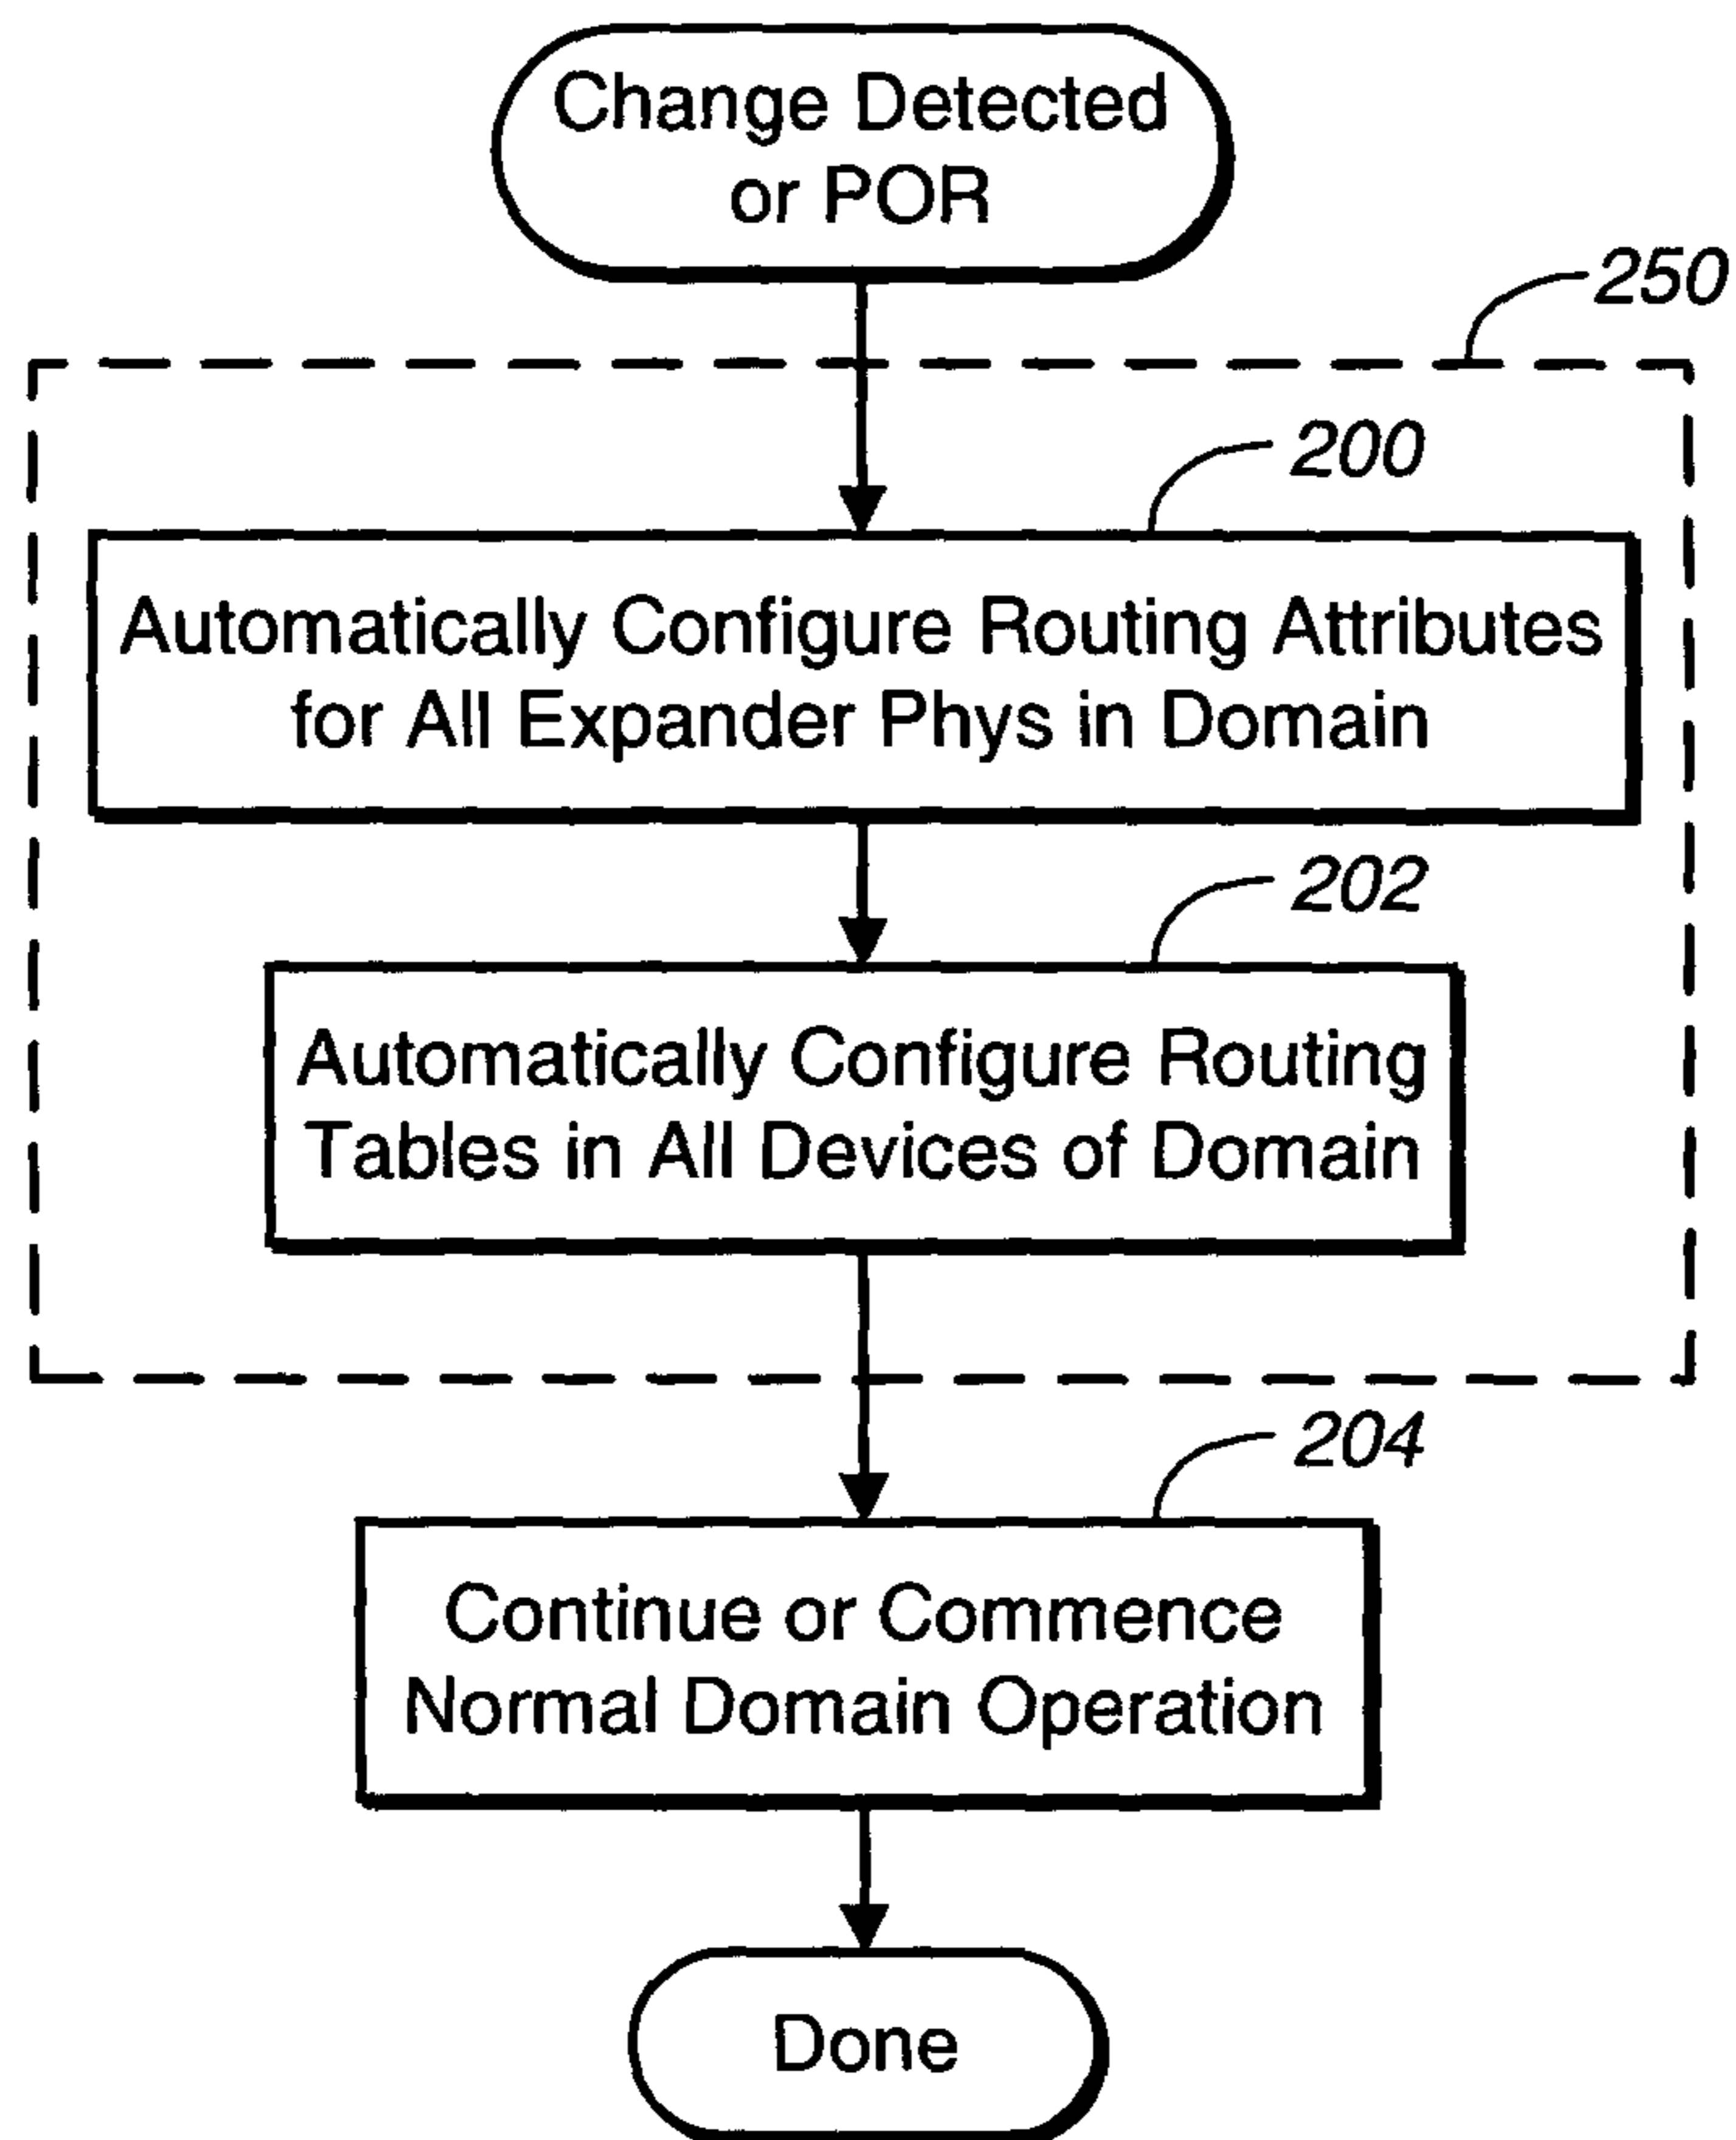 Change Detected
or POR
250
200
Automatically Configure Routing Attributes
for All Expander Phys in Domain
202
Automatically Configure Routing
Tables in All Devices of Domain
204
Continue or Commence
Normal Domain Operation
Done